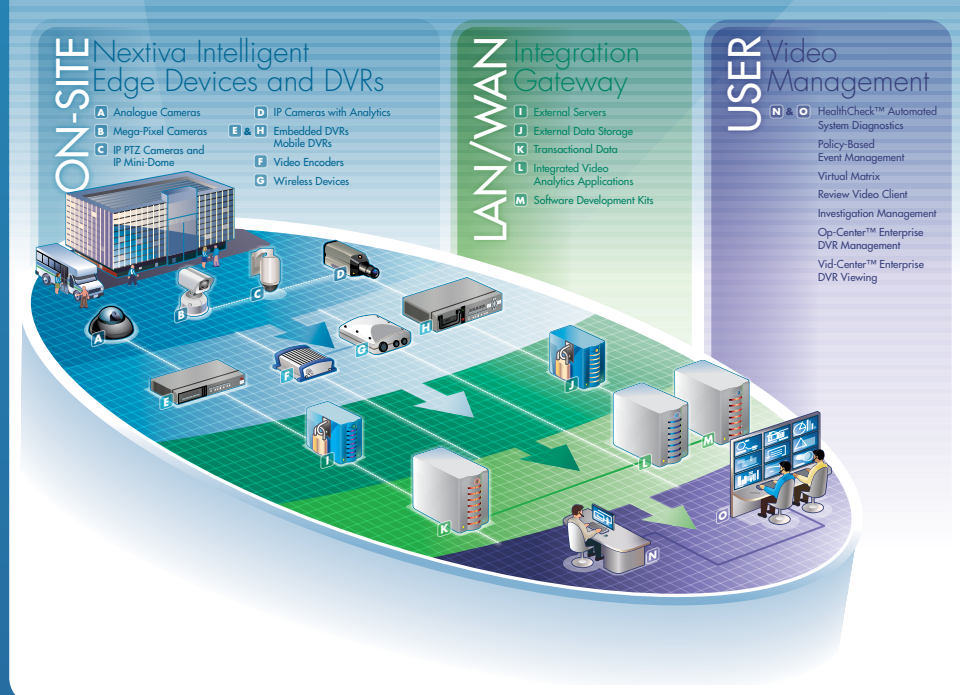 ON-SITE
Nextiva Intelligent
Edge Devices and DVRs
A Analogue Cameras
B Mega-Pixel Cameras
C IP PTZ Cameras and
IP Mini-Dome
D IP Cameras with Analytics
E & H Embedded DVRs
Mobile DVRs
F Video Encoders
G Wireless Devices
LAN/WAN
Integration
Gateway
I External Servers
J External Data Storage
K Transactional Data
L Integrated Video
Analytics Applications
M Software Development Kits
USER
Video
Management
N & O HealthCheck™ Automated
System Diagnostics
Policy-Based
Event Management
Virtual Matrix
Review Video Client
Investigation Management
Op-Center™ Enterprise
DVR Management
Vid-Center™ Enterprise
DVR Viewing
A
B
C
D
E
F
G
H
I
J
K
L
M
N
O